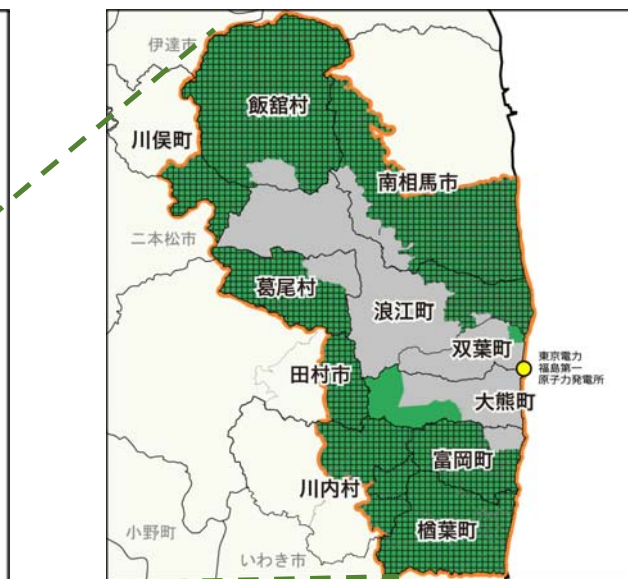 伊達市
飯舘村
川俣町
南相馬市
二本松市
葛尾村
浪江町
双葉町
東京電力
福島第一
原子力発電所
田村市
大熊町
富岡町
川内村
楢葉町
小野町
いわき市